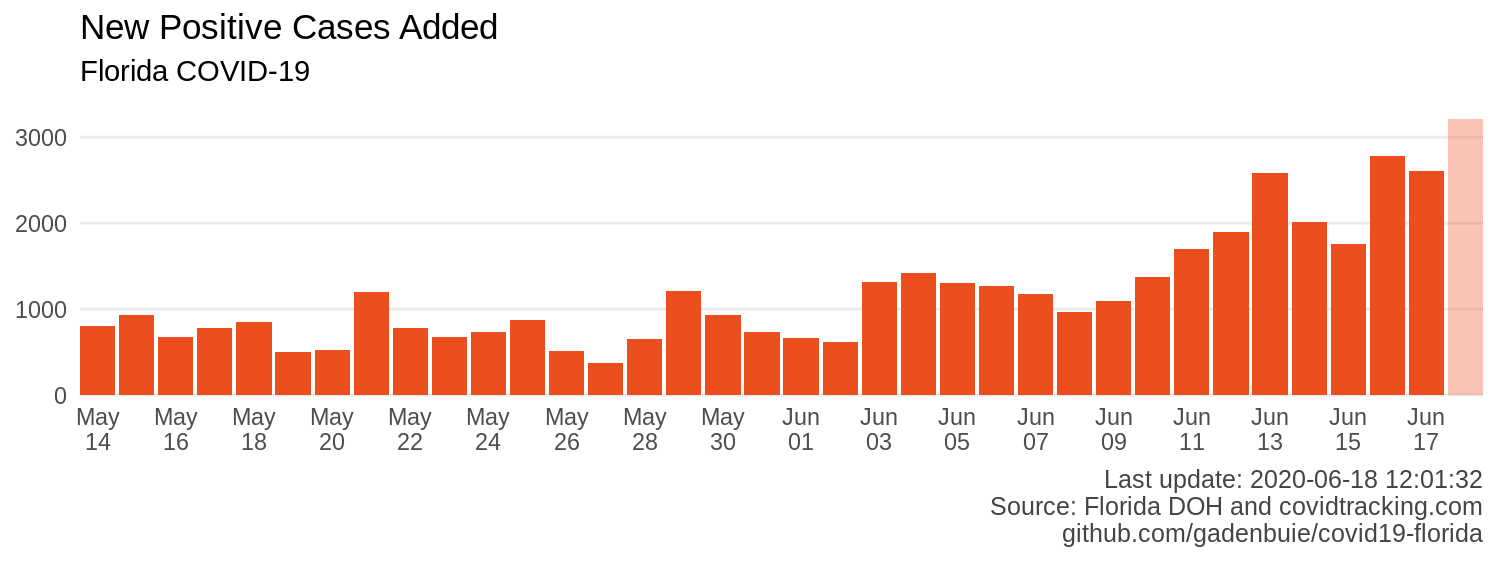 New Positive Cases Added
Florida COVID-19
3000
2000
1000
0
May May May May May May May May May Jun Jun Jun Jun Jun Jun Jun Jun Jun
14 16 18 20 22 24 26 28 30 01 03 05 07 09 11 13 15 17
Last update: 2020-06-18 12:01:32
Source: Florida DOH and covidtracking.com
github.com/gadenbuie/covid19-florida